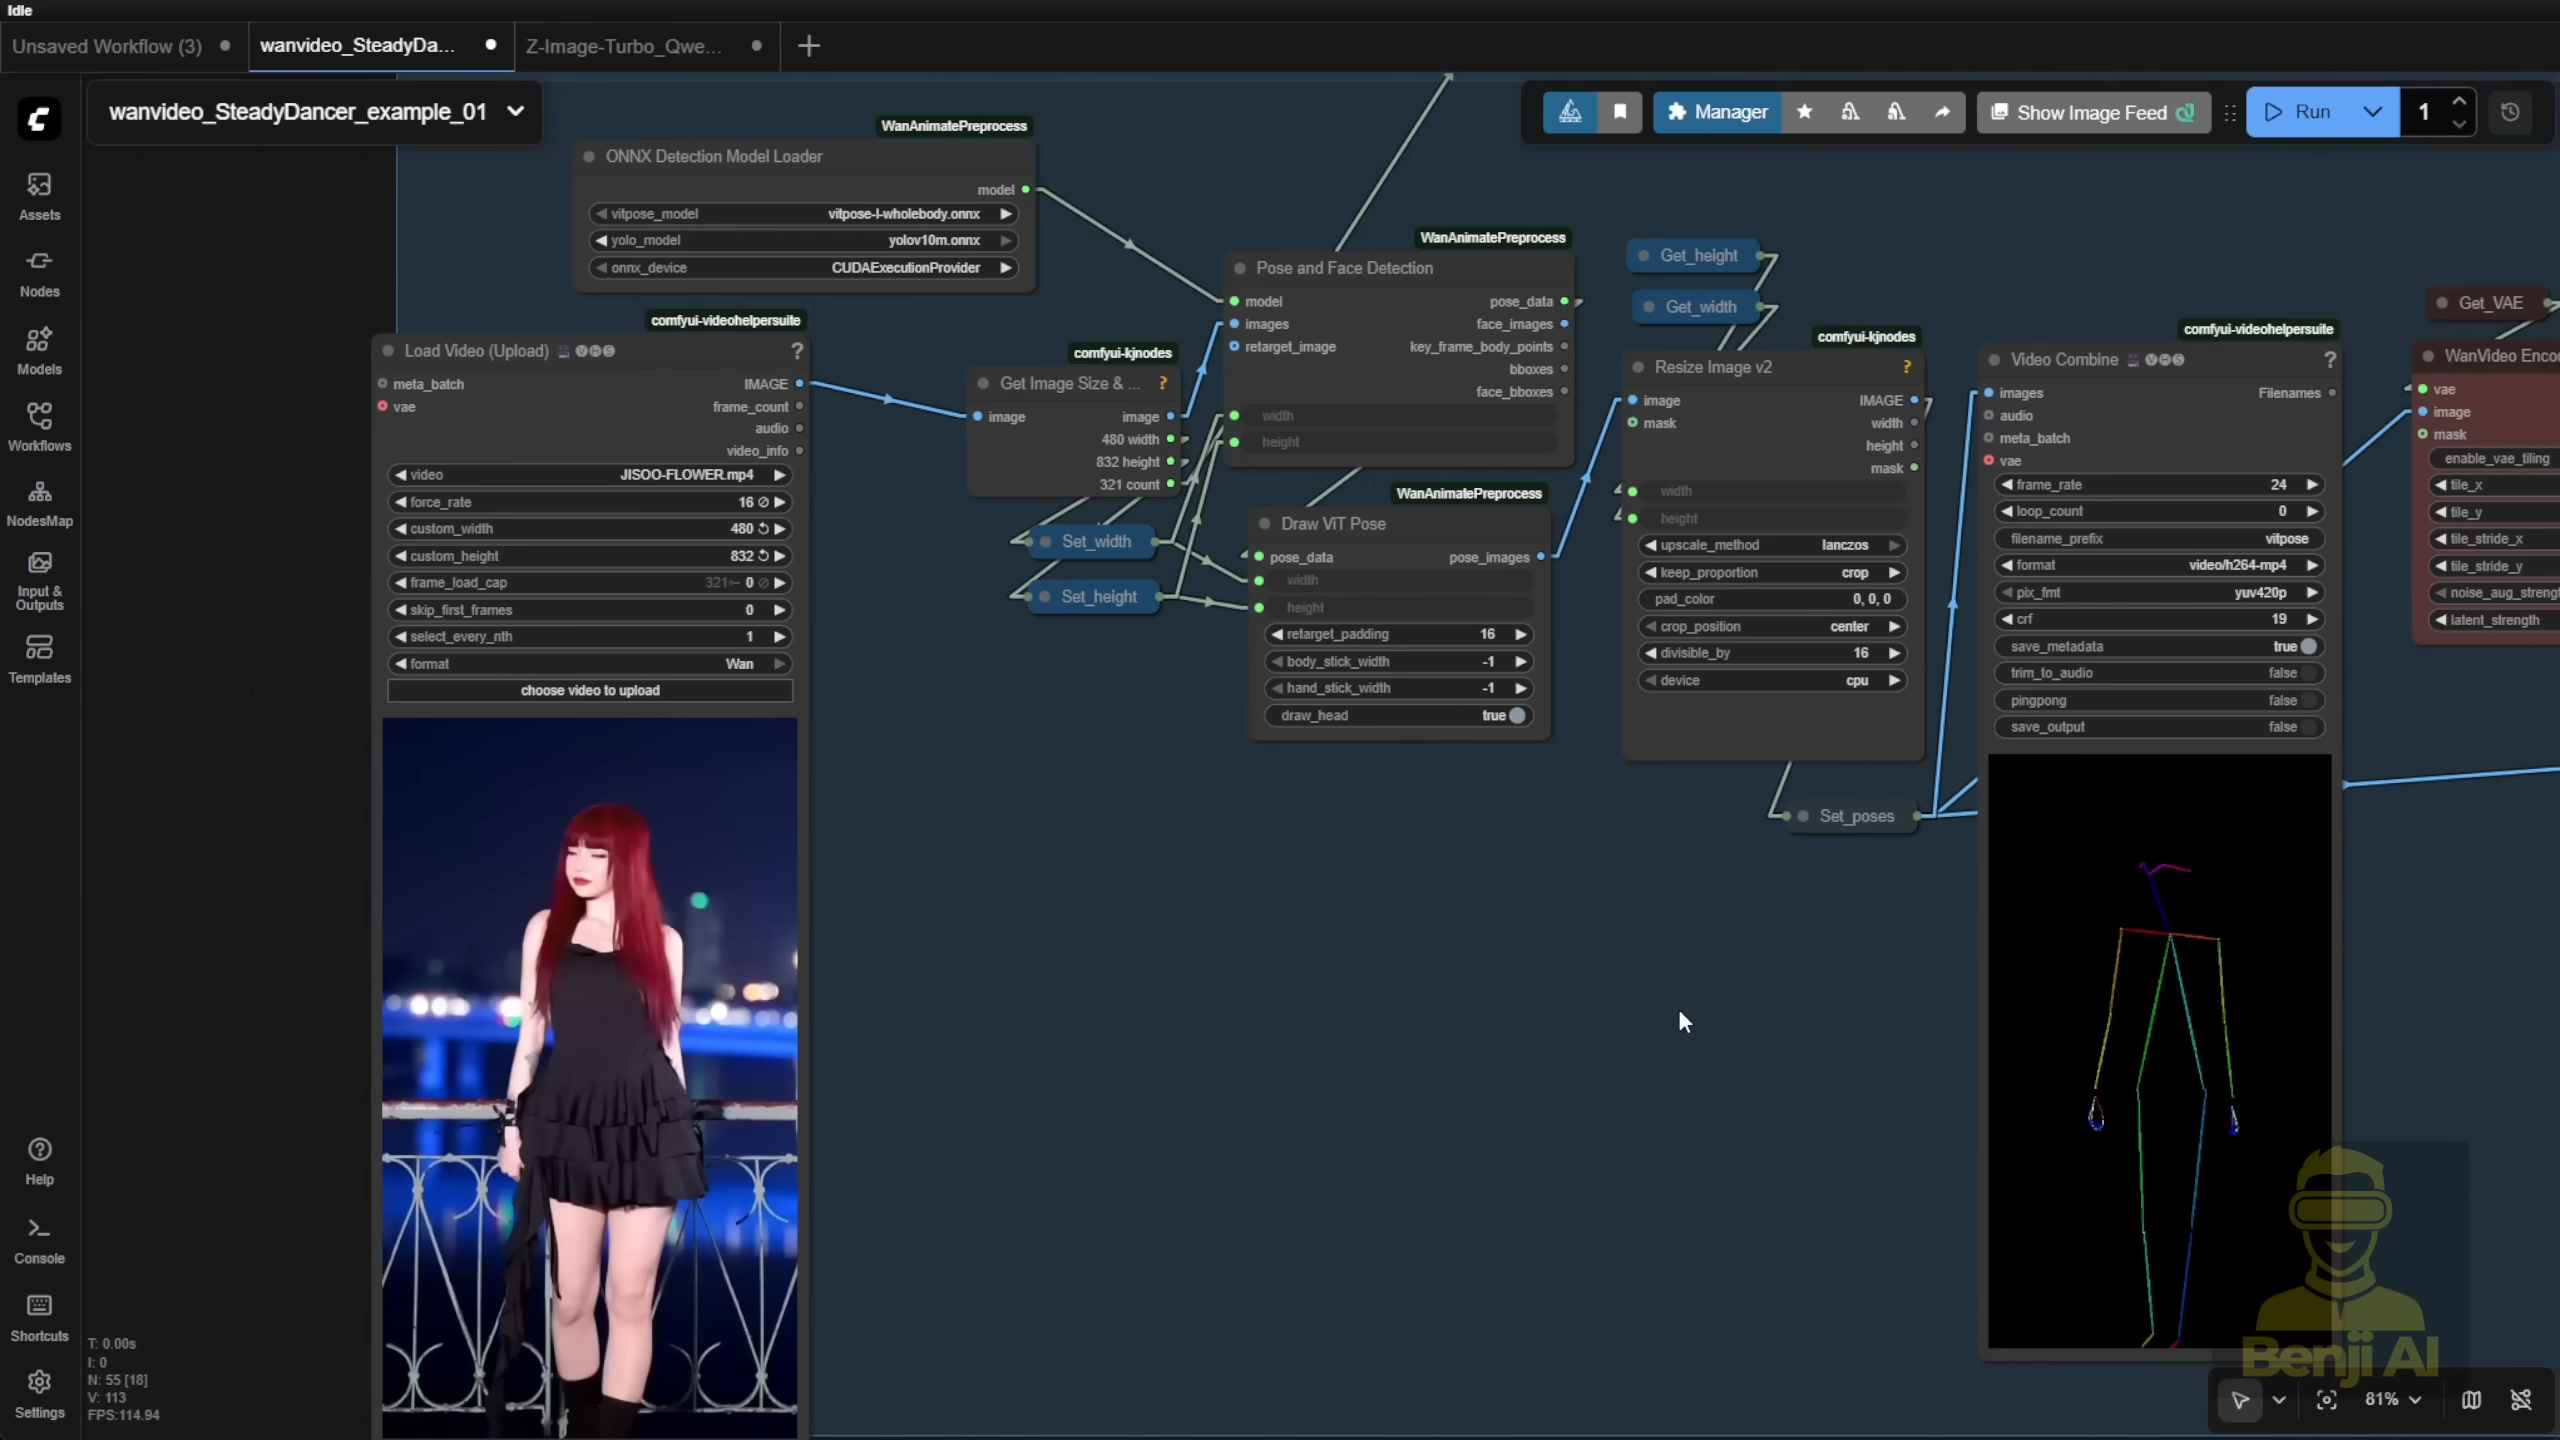 Idle
Unsaved Workflow (3)
wanvideo_SteadyDa...
Z-Image-Turbo_Qwe...
wanvideo_SteadyDancer_example_01
Manager
Show Image Feed
Run
1
Assets
Nodes
Models
Workflows
NodesMap
Input &
Outputs
Templates
Help
Console
Shortcuts
Settings
T: 0.00s
I: 0
N: 55 [18]
V: 113
FPS:114.94
WanAnimatePreprocess
ONNX Detection Model Loader
model
vitpose_model vitpose-l-wholebody.onnx
yolo_model yolov10m.onnx
onnx_device CUDAExecutionProvider
comfyui-videohelpersuite
Load Video (Upload) VHS ?
meta_batch IMAGE
vae frame_count
audio
video_info
video JISOO-FLOWER.mp4
force_rate 16
custom_width 480
custom_height 832
frame_load_cap 321← 0
skip_first_frames 0
select_every_nth 1
format Wan
choose video to upload
comfyui-kjnodes
Get Image Size & ... ?
image image
480 width
832 height
321 count
Set_width
Set_height
WanAnimatePreprocess
Pose and Face Detection
model pose_data
images face_images
retarget_image key_frame_body_points
bboxes
face_bboxes
width
height
WanAnimatePreprocess
Draw ViT Pose
pose_data pose_images
width
height
retarget_padding 16
body_stick_width -1
hand_stick_width -1
draw_head true
Get_height
Get_width
comfyui-kjnodes
Resize Image v2 ?
image IMAGE
mask width
height
mask
width
height
upscale_method lanczos
keep_proportion crop
pad_color 0, 0, 0
crop_position center
divisible_by 16
device cpu
Set_poses
comfyui-videohelpersuite
Video Combine VHS ?
images Filenames
audio
meta_batch
vae
frame_rate 24
loop_count 0
filename_prefix vitpose
format video/h264-mp4
pix_fmt yuv420p
crf 19
save_metadata true
trim_to_audio false
pingpong false
save_output false
Get_VAE
WanVideo Enco
vae
image
mask
enable_vae_tiling
tile_x
tile_y
tile_stride_x
tile_stride_y
noise_aug_strengt
latent_strength
Benji AI
81%